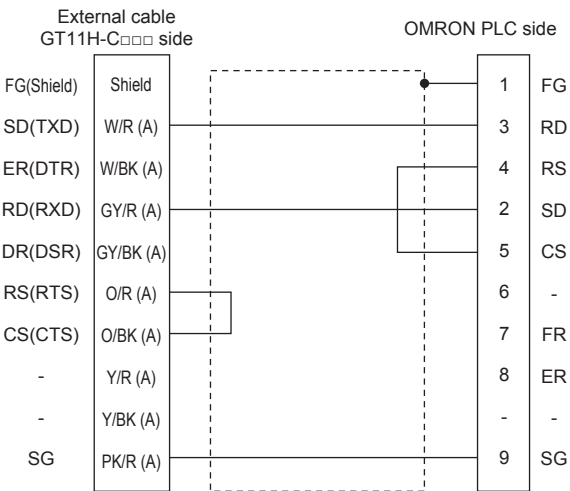 External cable
GT11H-C□□□ side
OMRON PLC side
FG(Shield) Shield 1 FG
SD(TXD) W/R (A) 3 RD
ER(DTR) W/BK (A) 4 RS
RD(RXD) GY/R (A) 2 SD
DR(DSR) GY/BK (A) 5 CS
RS(RTS) O/R (A) 6 -
CS(CTS) O/BK (A) 7 FR
- Y/R (A) 8 ER
- Y/BK (A) - -
SG PK/R (A) 9 SG